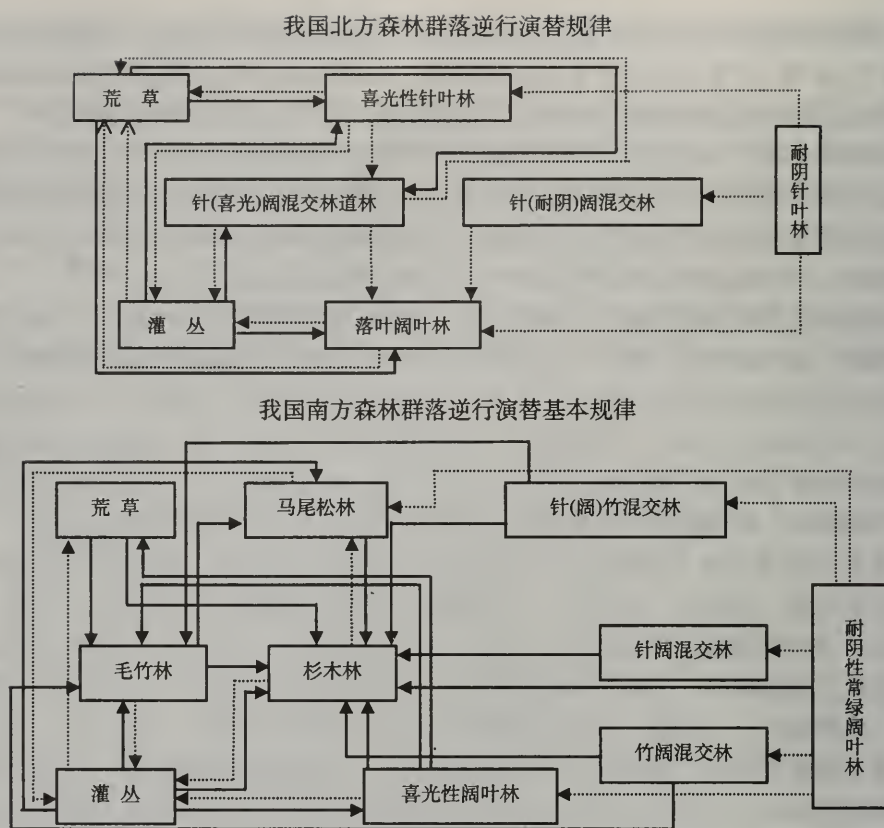 我国北方森林群落逆行演替规律
荒 草
喜光性针叶林
耐阴针叶林
针(喜光)阔混交林道林
针(耐阴)阔混交林
灌 丛
落叶阔叶林
我国南方森林群落逆行演替基本规律
荒 草
马尾松林
针(阔)竹混交林
耐阴性常绿阔叶林
毛竹林
杉木林
针阔混交林
竹阔混交林
灌 丛
喜光性阔叶林